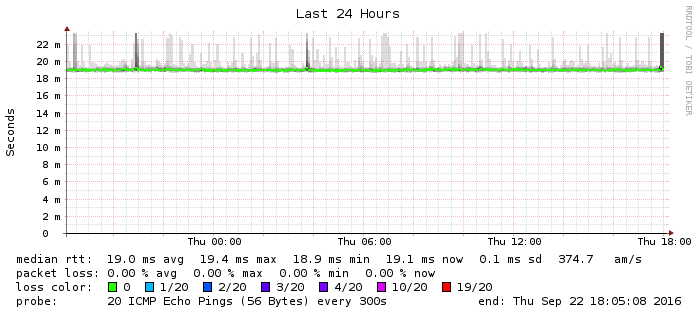 Last 24 Hours
RRDTOOL / TOBI OETIKER
Seconds
22 m
20 m
18 m
16 m
14 m
12 m
10 m
8 m
6 m
4 m
2 m
0
Thu 00:00 Thu 06:00 Thu 12:00 Thu 18:00
median rtt: 19.0 ms avg 19.4 ms max 18.9 ms min 19.1 ms now 0.1 ms sd 374.7 am/s
packet loss: 0.00 % avg 0.00 % max 0.00 % min 0.00 % now
loss color: 0 1/20 2/20 3/20 4/20 10/20 19/20
probe: 20 ICMP Echo Pings (56 Bytes) every 300s end: Thu Sep 22 18:05:08 2016